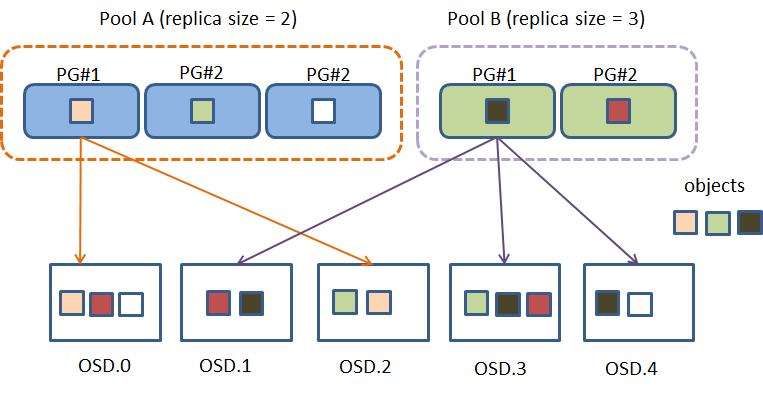 Pool A (replica size = 2)
Pool B (replica size = 3)
PG#1
PG#2
PG#2
PG#1
PG#2
objects
OSD.0
OSD.1
OSD.2
OSD.3
OSD.4